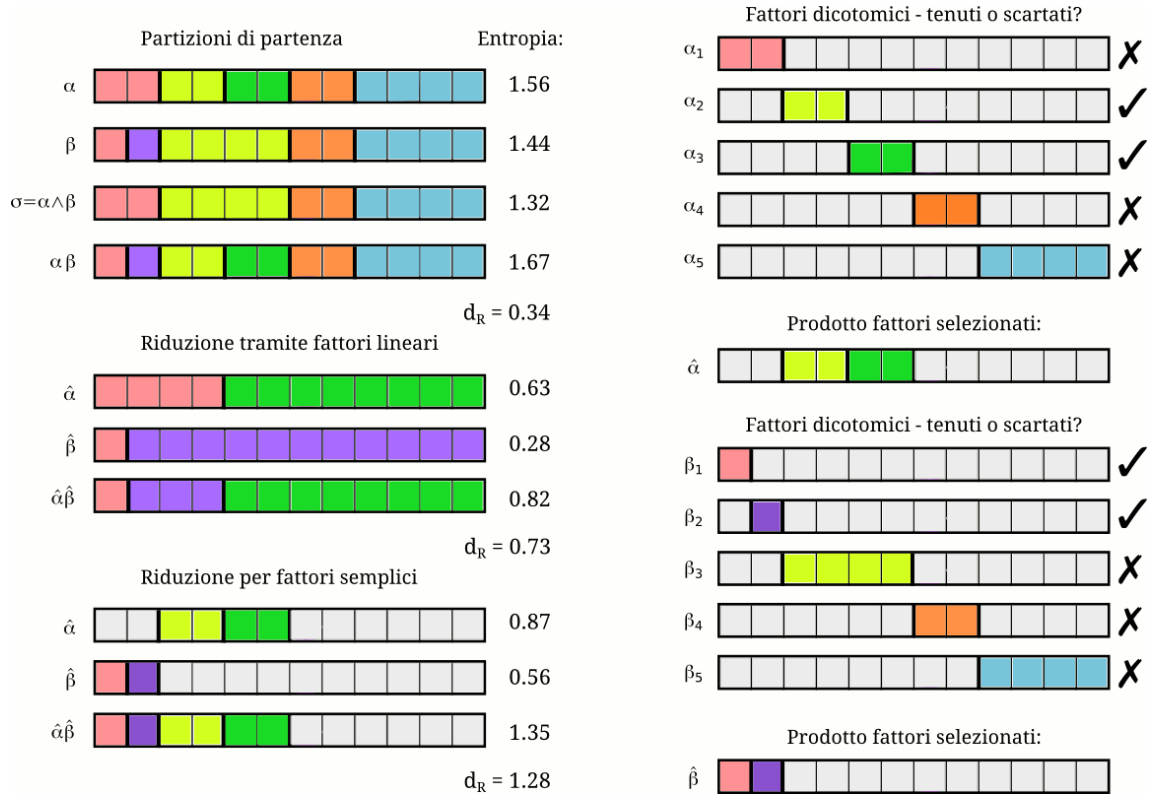 Partizioni di partenza
Entropia:
α 1.56
β 1.44
σ=α∧β 1.32
αβ 1.67
dR = 0.34
Riduzione tramite fattori lineari
α̂ 0.63
β̂ 0.28
α̂β̂ 0.82
dR = 0.73
Riduzione per fattori semplici
α̂ 0.87
β̂ 0.56
α̂β̂ 1.35
dR = 1.28
Fattori dicotomici - tenuti o scartati?
α1 ✗
α2 ✓
α3 ✓
α4 ✗
α5 ✗
Prodotto fattori selezionati:
α̂
Fattori dicotomici - tenuti o scartati?
β1 ✓
β2 ✓
β3 ✗
β4 ✗
β5 ✗
Prodotto fattori selezionati:
β̂